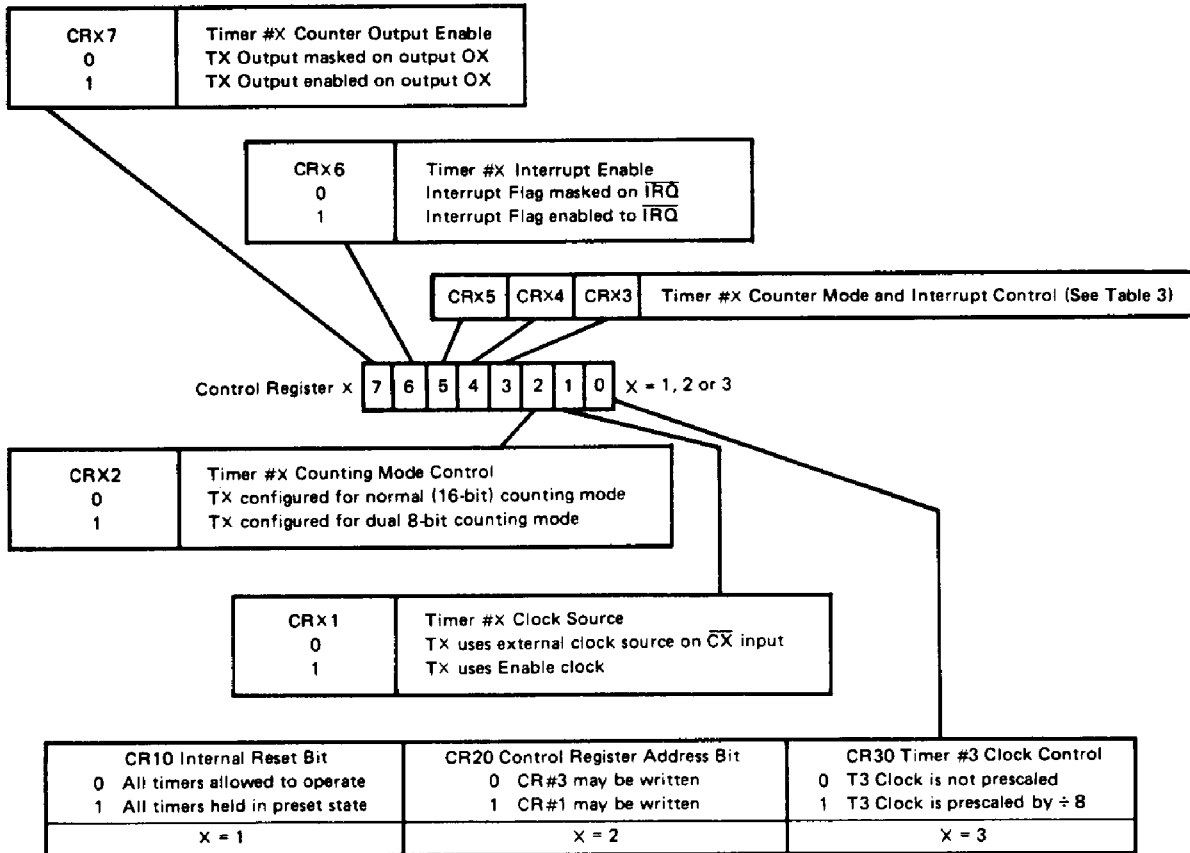 CRX7 Timer #X Counter Output Enable
0 TX Output masked on output OX
1 TX Output enabled on output OX
CRX6 Timer #X Interrupt Enable
0 Interrupt Flag masked on I̅R̅Q̅
1 Interrupt Flag enabled to I̅R̅Q̅
CRX5 CRX4 CRX3 Timer #X Counter Mode and Interrupt Control (See Table 3)
Control Register X 7 6 5 4 3 2 1 0 X = 1, 2 or 3
CRX2 Timer #X Counting Mode Control
0 TX configured for normal (16-bit) counting mode
1 TX configured for dual 8-bit counting mode
CRX1 Timer #X Clock Source
0 TX uses external clock source on C̅X̅ input
1 TX uses Enable clock
CR10 Internal Reset Bit CR20 Control Register Address Bit CR30 Timer #3 Clock Control
0 All timers allowed to operate 0 CR#3 may be written 0 T3 Clock is not prescaled
1 All timers held in preset state 1 CR#1 may be written 1 T3 Clock is prescaled by ÷ 8
X = 1 X = 2 X = 3